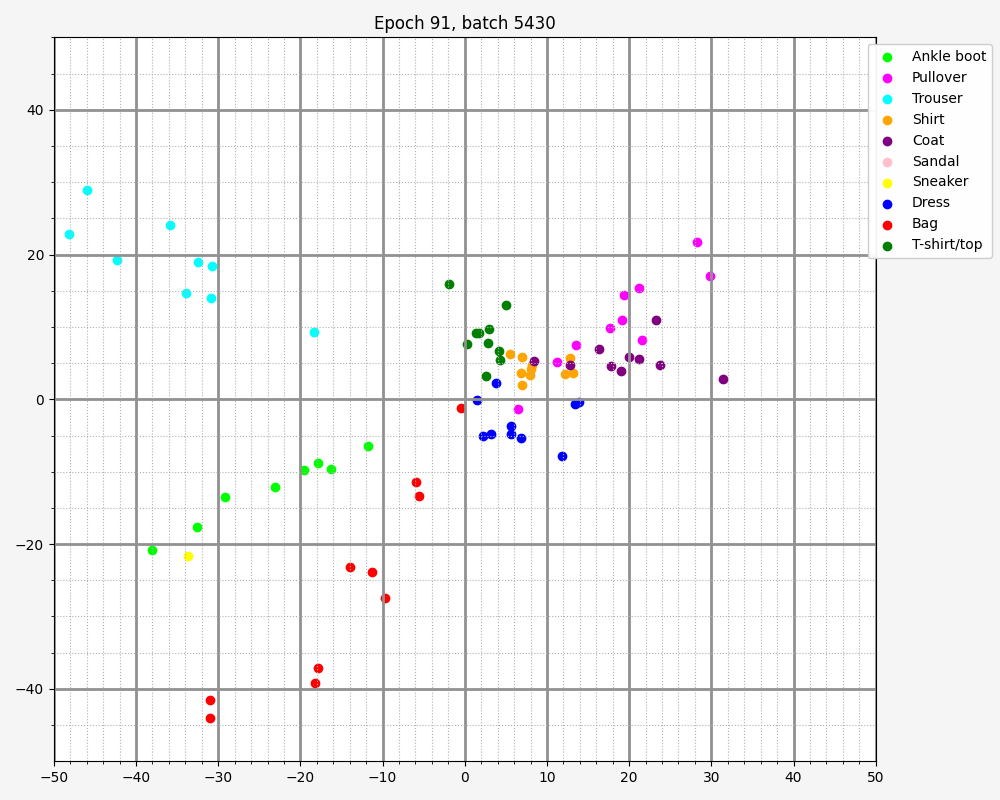 Epoch 91, batch 5430
Ankle boot
Pullover
Trouser
Shirt
Coat
Sandal
Sneaker
Dress
Bag
T-shirt/top
40
20
0
−20
−40
−50 −40 −30 −20 −10 0 10 20 30 40 50